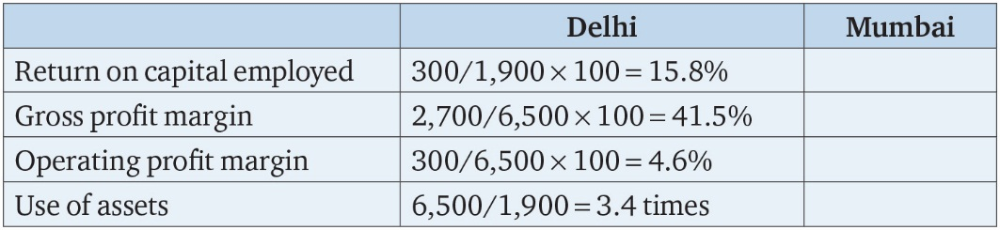 Delhi Mumbai
Return on capital employed 300/1,900 × 100 = 15.8%
Gross profit margin 2,700/6,500 × 100 = 41.5%
Operating profit margin 300/6,500 × 100 = 4.6%
Use of assets 6,500/1,900 = 3.4 times